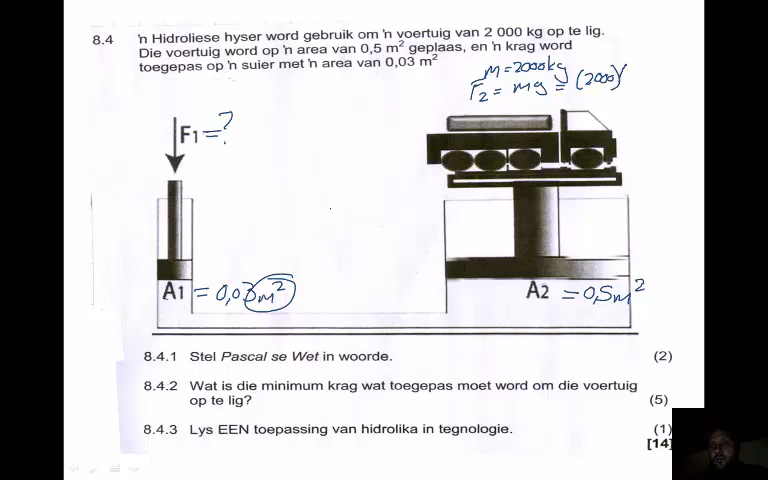 8.4 'n Hidroliese hyser word gebruik om 'n voertuig van 2 000 kg op te lig.
Die voertuig word op 'n area van 0,5 m² geplaas, en 'n krag word
toegepas op 'n suier met 'n area van 0,03 m²
M = 2000kg
F₂ = mg = (2000)
F1 = ?
A1 = 0,03m²
A2 = 0,5m²
8.4.1 Stel Pascal se Wet in woorde. (2)
8.4.2 Wat is die minimum krag wat toegepas moet word om die voertuig
op te lig? (5)
8.4.3 Lys EEN toepassing van hidrolika in tegnologie. (1)
[14]